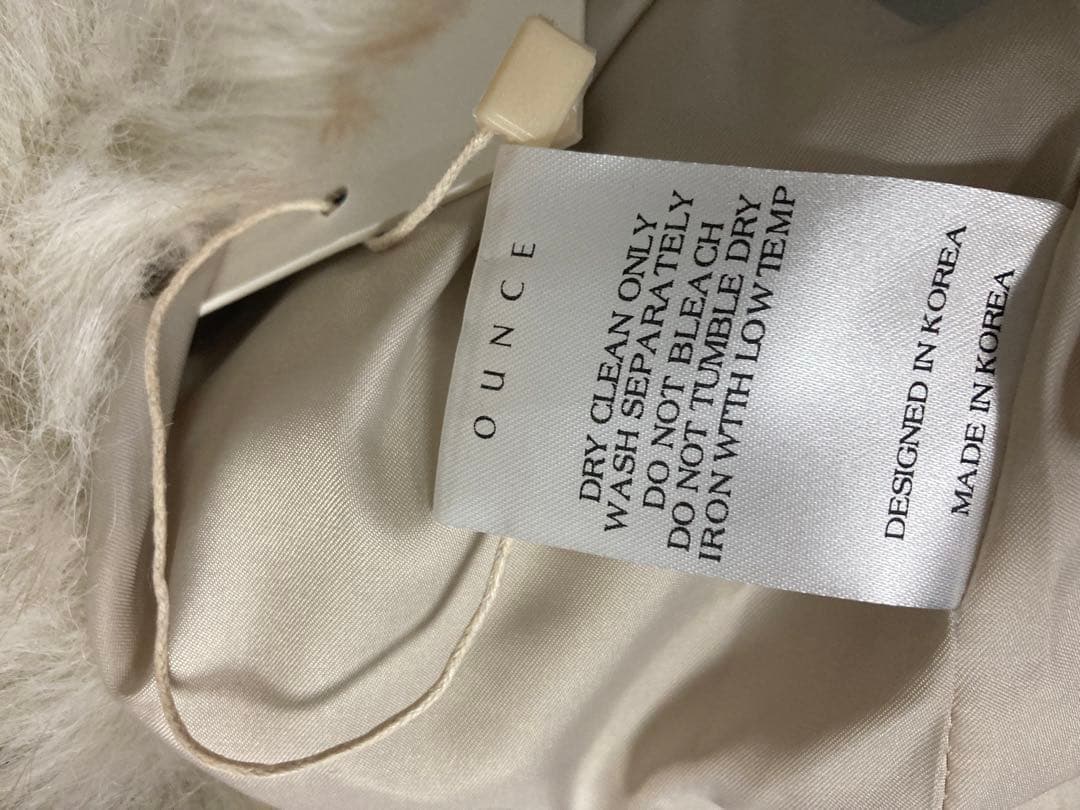 OUNCE
DRY CLEAN ONLY
WASH SEPARATELY
DO NOT BLEACH
DO NOT TUMBLE DRY
IRON WTIH LOW TEMP
DESIGNED IN KOREA
MADE IN KOREA